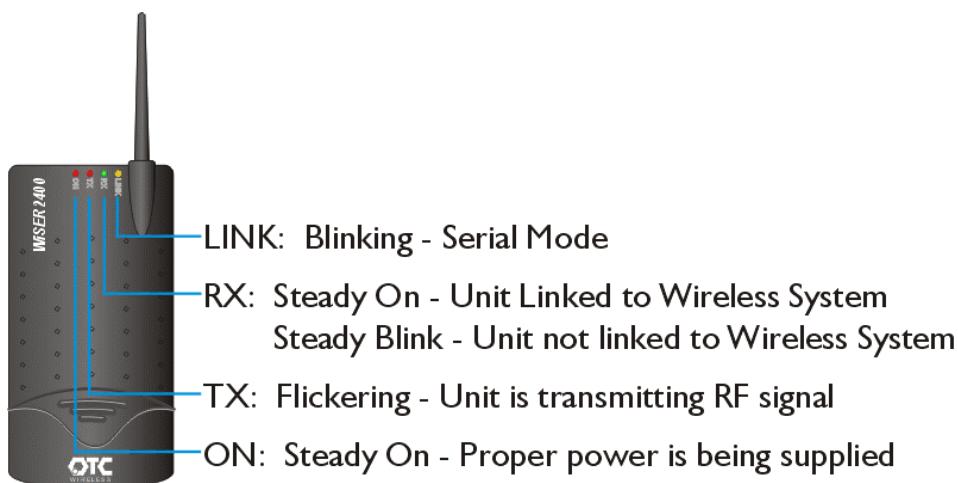 WiSER 2400
ON
TX
RX
LINK
LINK: Blinking - Serial Mode
RX: Steady On - Unit Linked to Wireless System
Steady Blink - Unit not linked to Wireless System
TX: Flickering - Unit is transmitting RF signal
ON: Steady On - Proper power is being supplied
OTC
WIRELESS